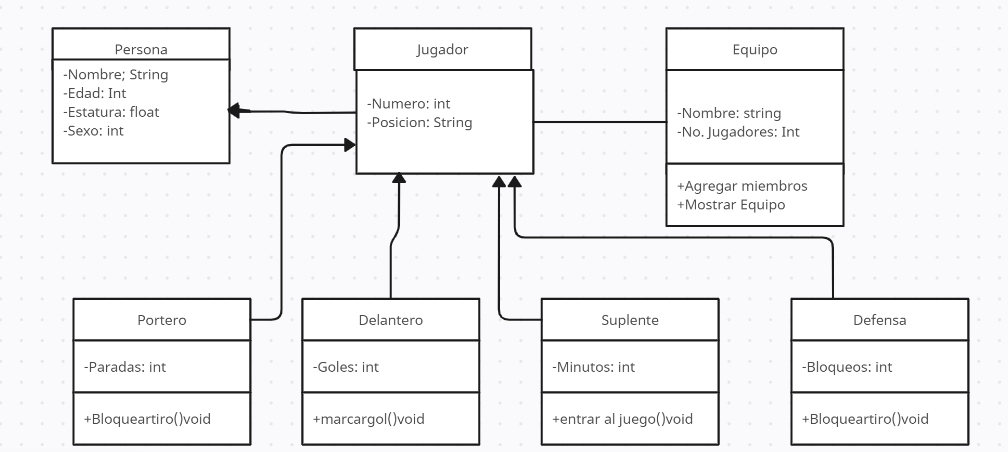 Persona
-Nombre; String
-Edad: Int
-Estatura: float
-Sexo: int
Jugador
-Numero: int
-Posicion: String
Equipo
-Nombre: string
-No. Jugadores: Int
+Agregar miembros
+Mostrar Equipo
Portero
-Paradas: int
+Bloqueartiro()void
Delantero
-Goles: int
+marcargol()void
Suplente
-Minutos: int
+entrar al juego()void
Defensa
-Bloqueos: int
+Bloqueartiro()void